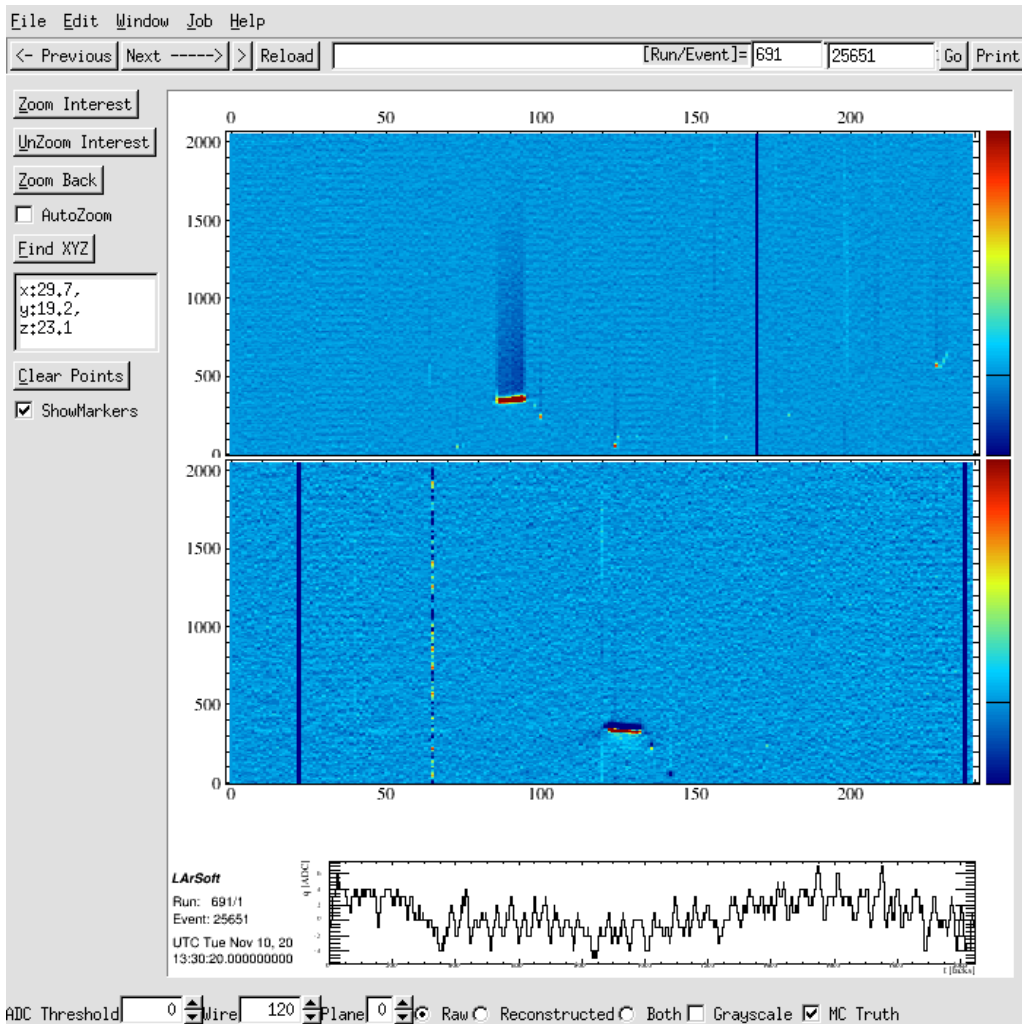 File Edit Window Job Help
<- Previous Next -----> > Reload [Run/Event]= 691 25651 Go Print
Zoom Interest
UnZoom Interest
Zoom Back
AutoZoom
Find XYZ
x:29.7,
y:19.2,
z:23.1
Clear Points
ShowMarkers
0 50 100 150 200
2000
1500
1000
500
0
2000
1500
1000
500
0
0 50 100 150 200
LArSoft
Run: 691/1
Event: 25651
UTC Tue Nov 10, 20
13:30:20.000000000
q [ADC]
ADC Threshold 0 Wire 120 Plane 0 Raw Reconstructed Both Grayscale MC Truth